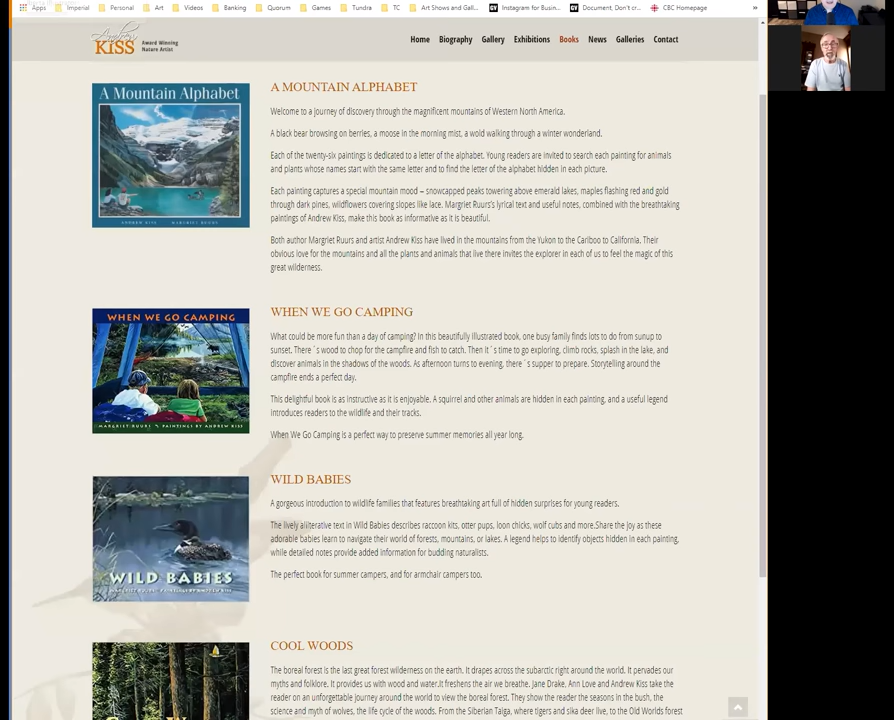 Apps Imperial Personal Art Videos Banking Quorum Games Tundra TC Art Shows and Gall... Instagram for Busin... Document, Don't cr... CBC Homepage
Andrew
KISS
Award Winning
Nature Artist
Home Biography Gallery Exhibitions Books News Galleries Contact
A Mountain Alphabet
ANDREW KISS MARGRIET RUURS
A MOUNTAIN ALPHABET
Welcome to a journey of discovery through the magnificent mountains of Western North America.
A black bear browsing on berries, a moose in the morning mist, a wold walking through a winter wonderland.
Each of the twenty-six paintings is dedicated to a letter of the alphabet. Young readers are invited to search each painting for animals
and plants whose names start with the same letter and to find the letter of the alphabet hidden in each picture.
Each painting captures a special mountain mood – snowcapped peaks towering above emerald lakes, maples flashing red and gold
through dark pines, wildflowers covering slopes like lace. Margriet Ruurs's lyrical text and useful notes, combined with the breathtaking
paintings of Andrew Kiss, make this book as informative as it is beautiful.
Both author Margriet Ruurs and artist Andrew Kiss have lived in the mountains from the Yukon to the Cariboo to California. Their
obvious love for the mountains and all the plants and animals that live there invites the explorer in each of us to feel the magic of this
great wilderness.
WHEN WE GO CAMPING
MARGRIET RUURS • PAINTINGS BY ANDREW KISS
WHEN WE GO CAMPING
What could be more fun than a day of camping? In this beautifully illustrated book, one busy family finds lots to do from sunup to
sunset. There´s wood to chop for the campfire and fish to catch. Then it´s time to go exploring, climb rocks, splash in the lake, and
discover animals in the shadows of the woods. As afternoon turns to evening, there´s supper to prepare. Storytelling around the
campfire ends a perfect day.
This delightful book is as instructive as it is enjoyable. A squirrel and other animals are hidden in each painting, and a useful legend
introduces readers to the wildlife and their tracks.
When We Go Camping is a perfect way to preserve summer memories all year long.
WILD BABIES
MARGRIET RUURS • PAINTINGS BY ANDREW KISS
WILD BABIES
A gorgeous introduction to wildlife families that features breathtaking art full of hidden surprises for young readers.
The lively aliterative text in Wild Babies describes raccoon kits, otter pups, loon chicks, wolf cubs and more.Share the joy as these
adorable babies learn to navigate their world of forests, mountains, or lakes. A legend helps to identify objects hidden in each painting,
while detailed notes provide added information for budding naturalists.
The perfect book for summer campers, and for armchair campers too.
COOL WOODS
The boreal forest is the last great forest wilderness on the earth. It drapes across the subarctic right around the world. It pervades our
myths and folklore. It provides us with wood and water.It freshens the air we breathe. Jane Drake, Ann Love and Andrew Kiss take the
reader on an unforgettable journey around the world to view the boreal forest. They show the reader the seasons in the bush, the
science and myth of wolves, the life cycle of the woods. From the Siberian Taiga, where tigers and sika deer live, to the Old Worlds forest